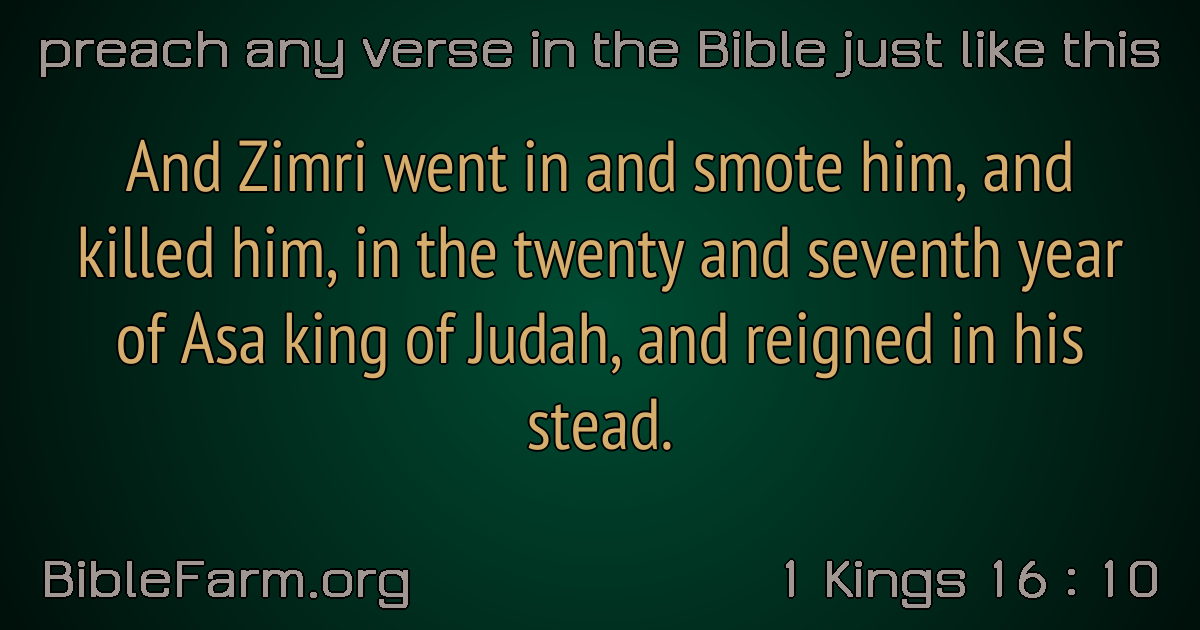 preach any verse in the Bible just like this
And Zimri went in and smote him, and
killed him, in the twenty and seventh year
of Asa king of Judah, and reigned in his
stead.
BibleFarm.org
1 Kings 16 : 10